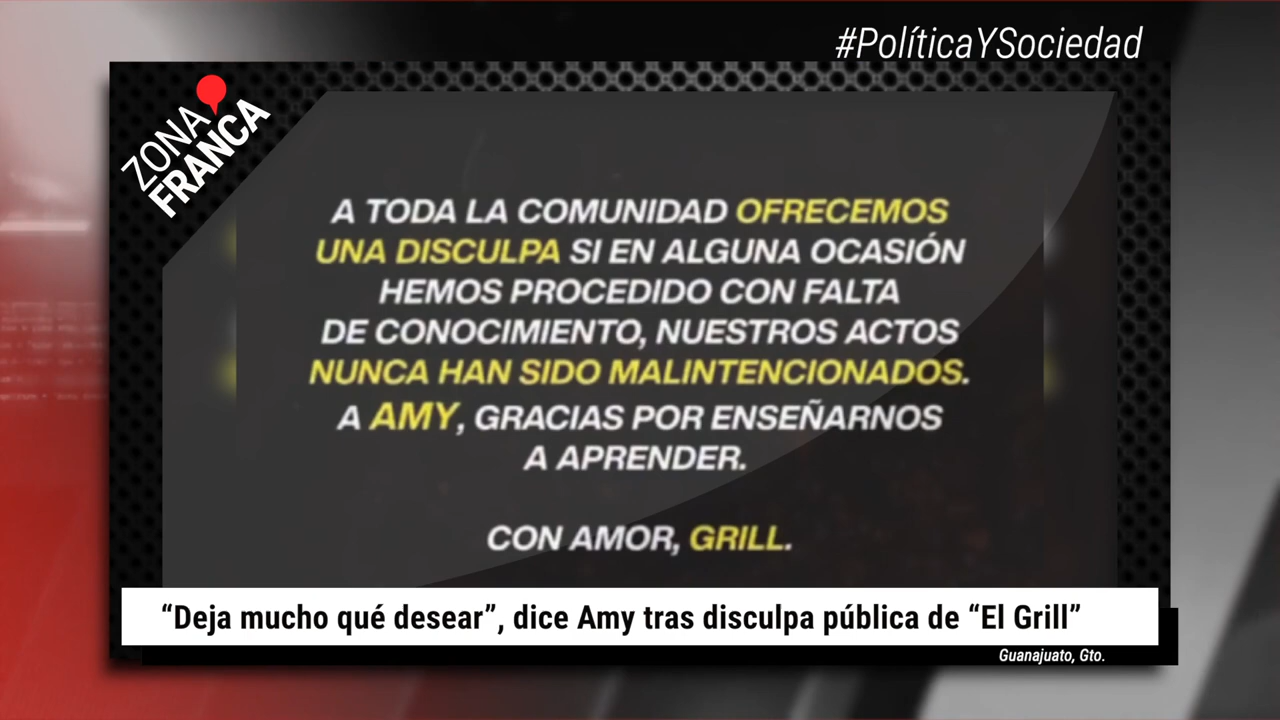 #PolíticaYSociedad
ZONA
FRANCA
A TODA LA COMUNIDAD OFRECEMOS
UNA DISCULPA SI EN ALGUNA OCASIÓN
HEMOS PROCEDIDO CON FALTA
DE CONOCIMIENTO, NUESTROS ACTOS
NUNCA HAN SIDO MALINTENCIONADOS.
A AMY, GRACIAS POR ENSEÑARNOS
A APRENDER.
CON AMOR, GRILL.
“Deja mucho qué desear”, dice Amy tras disculpa pública de “El Grill”
Guanajuato, Gto.